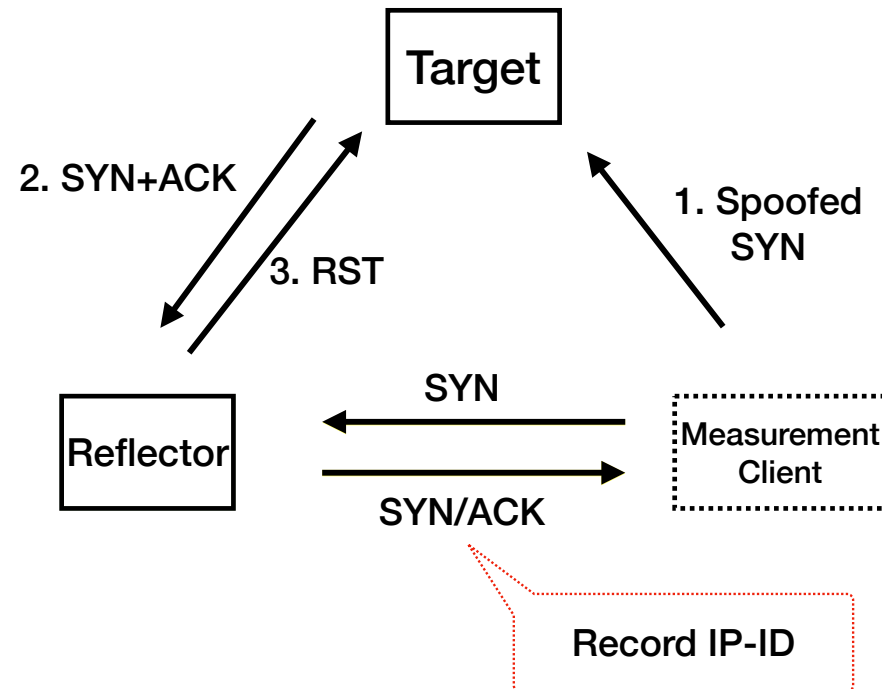 Target
2. SYN+ACK
1. Spoofed
SYN
3. RST
SYN
Reflector
Measurement
Client
SYN/ACK
Record IP-ID